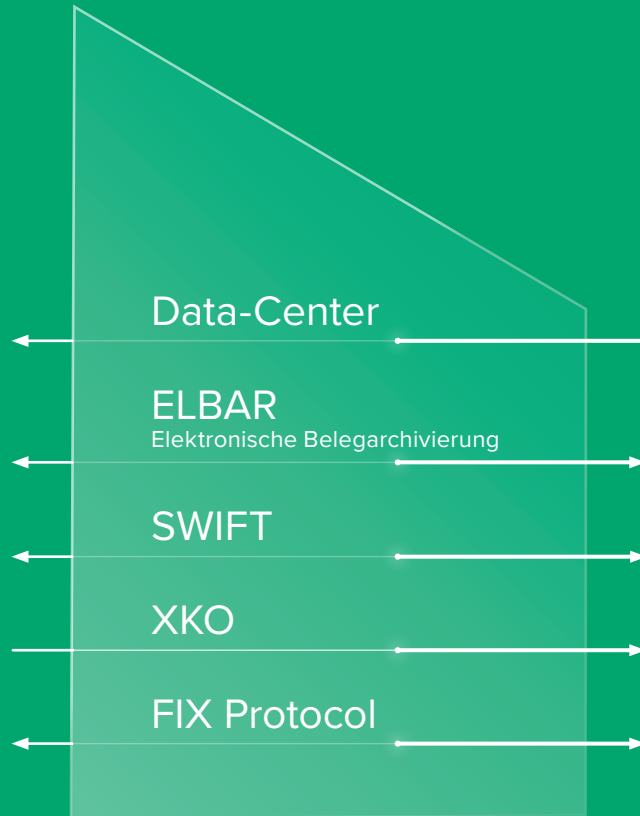 Data-Center
ELBAR
Elektronische Belegarchivierung
SWIFT
XKO
FIX Protocol